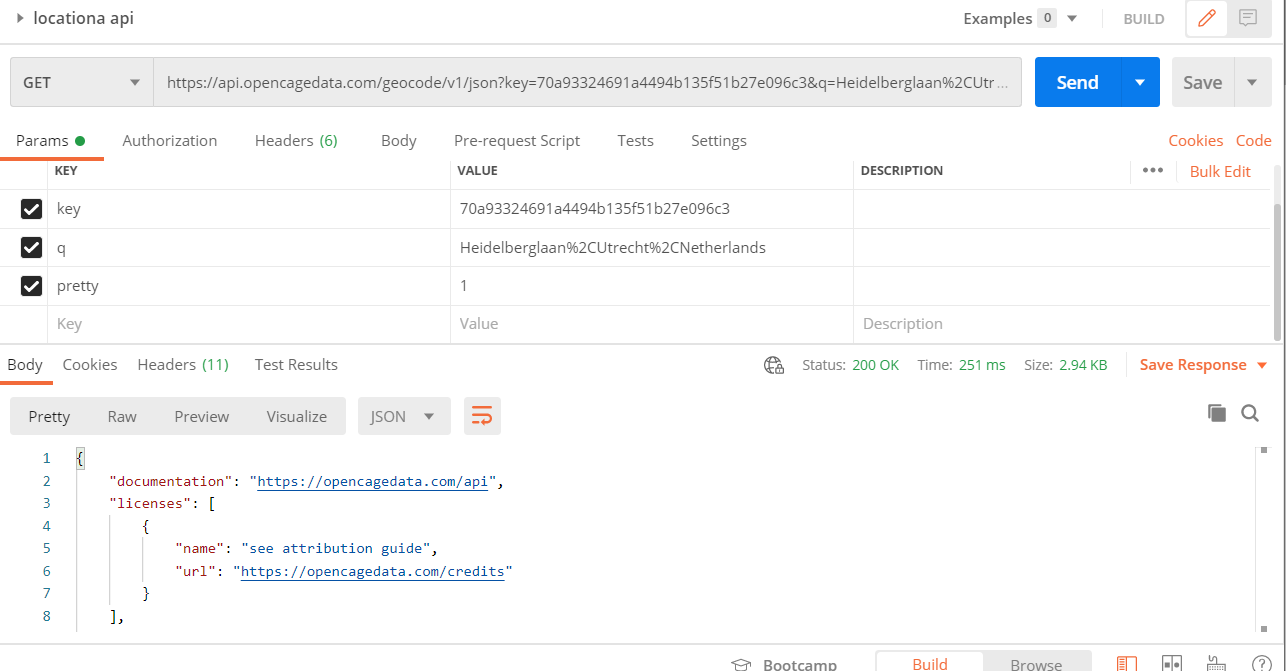 locationa api
Examples 0 BUILD
GET https://api.opencagedata.com/geocode/v1/json?key=70a93324691a4494b135f51b27e096c3&q=Heidelberglaan%2CUtr... Send Save
Params Authorization Headers (6) Body Pre-request Script Tests Settings Cookies Code
KEY VALUE DESCRIPTION ••• Bulk Edit
key 70a93324691a4494b135f51b27e096c3
q Heidelberglaan%2CUtrecht%2CNetherlands
pretty 1
Key Value Description
Body Cookies Headers (11) Test Results Status: 200 OK Time: 251 ms Size: 2.94 KB Save Response
Pretty Raw Preview Visualize JSON
1 {
2 "documentation": "https://opencagedata.com/api",
3 "licenses": [
4 {
5 "name": "see attribution guide",
6 "url": "https://opencagedata.com/credits"
7 }
8 ],
Bootcamp Build Browse